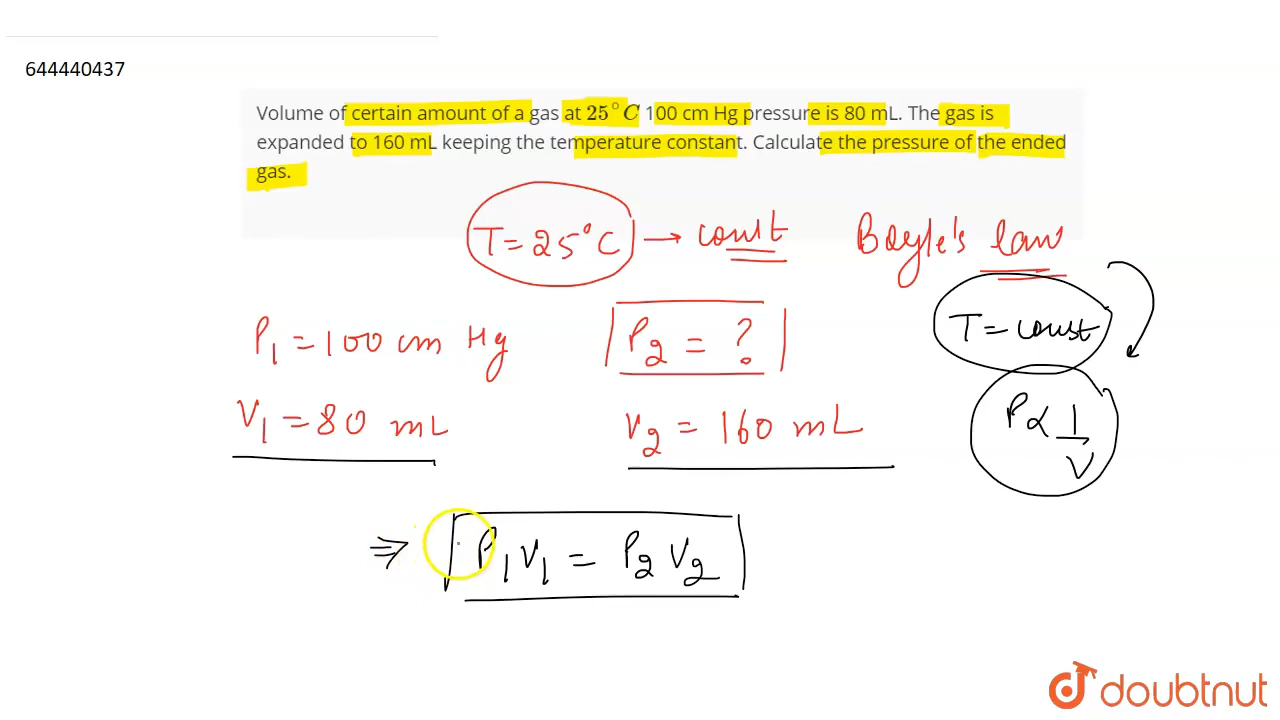 644440437
Volume of certain amount of a gas at 25°C 100 cm Hg pressure is 80 mL. The gas is
expanded to 160 mL keeping the temperature constant. Calculate the pressure of the ended
gas.
T = 25°C → const Boyle's law
T = const
P₁ = 100 cm Hg P₂ = ?
P ∝ 1/V
V₁ = 80 mL V₂ = 160 mL
⇒ P₁V₁ = P₂V₂
doubtnut